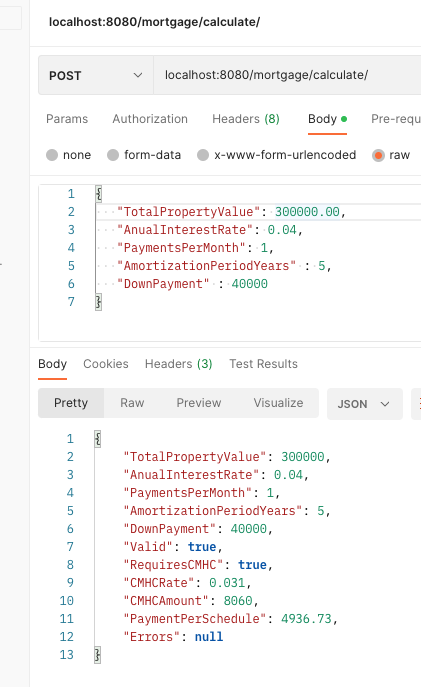 localhost:8080/mortgage/calculate/
POST localhost:8080/mortgage/calculate/
Params Authorization Headers (8) Body Pre-requ
none form-data x-www-form-urlencoded raw
1 {
2 "TotalPropertyValue": 300000.00,
3 "AnualInterestRate": 0.04,
4 "PaymentsPerMonth": 1,
5 "AmortizationPeriodYears" : 5,
6 "DownPayment" : 40000
7 }
Body Cookies Headers (3) Test Results
Pretty Raw Preview Visualize JSON
1 {
2 "TotalPropertyValue": 300000,
3 "AnualInterestRate": 0.04,
4 "PaymentsPerMonth": 1,
5 "AmortizationPeriodYears": 5,
6 "DownPayment": 40000,
7 "Valid": true,
8 "RequiresCMHC": true,
9 "CMHCRate": 0.031,
10 "CMHCAmount": 8060,
11 "PaymentPerSchedule": 4936.73,
12 "Errors": null
13 }